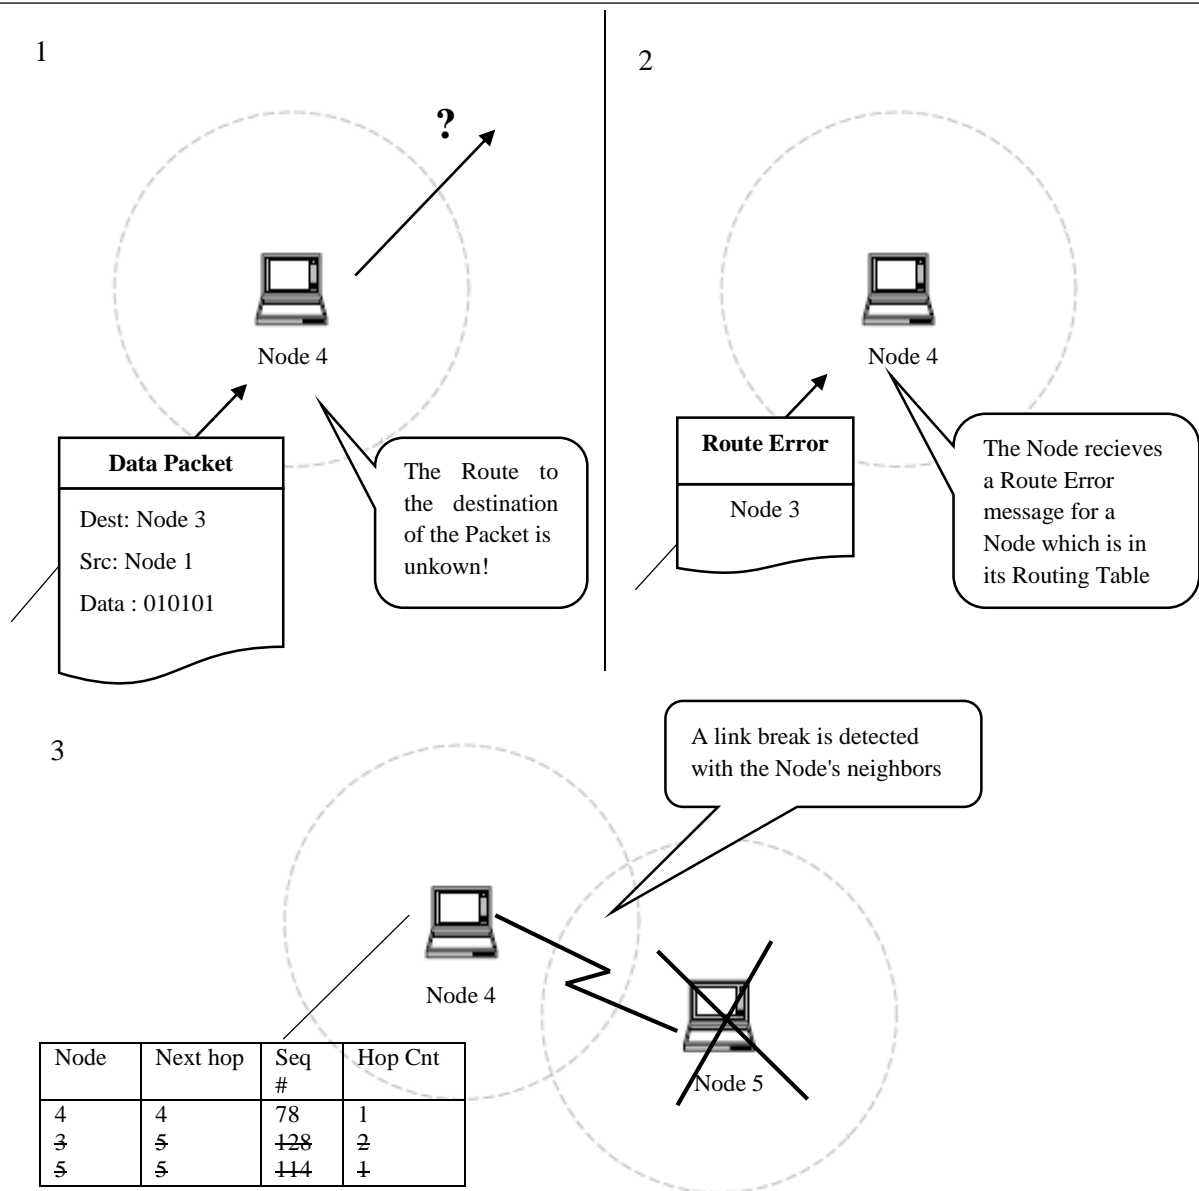 1
?
Node 4
Data Packet
Dest: Node 3
Src: Node 1
Data : 010101
The Route to
the destination
of the Packet is
unkown!
2
Node 4
Route Error
Node 3
The Node recieves
a Route Error
message for a
Node which is in
its Routing Table
3
A link break is detected
with the Node's neighbors
Node 4
Node 5
Node Next hop Seq # Hop Cnt
4 4 78 1
3 5 128 2
5 5 114 1